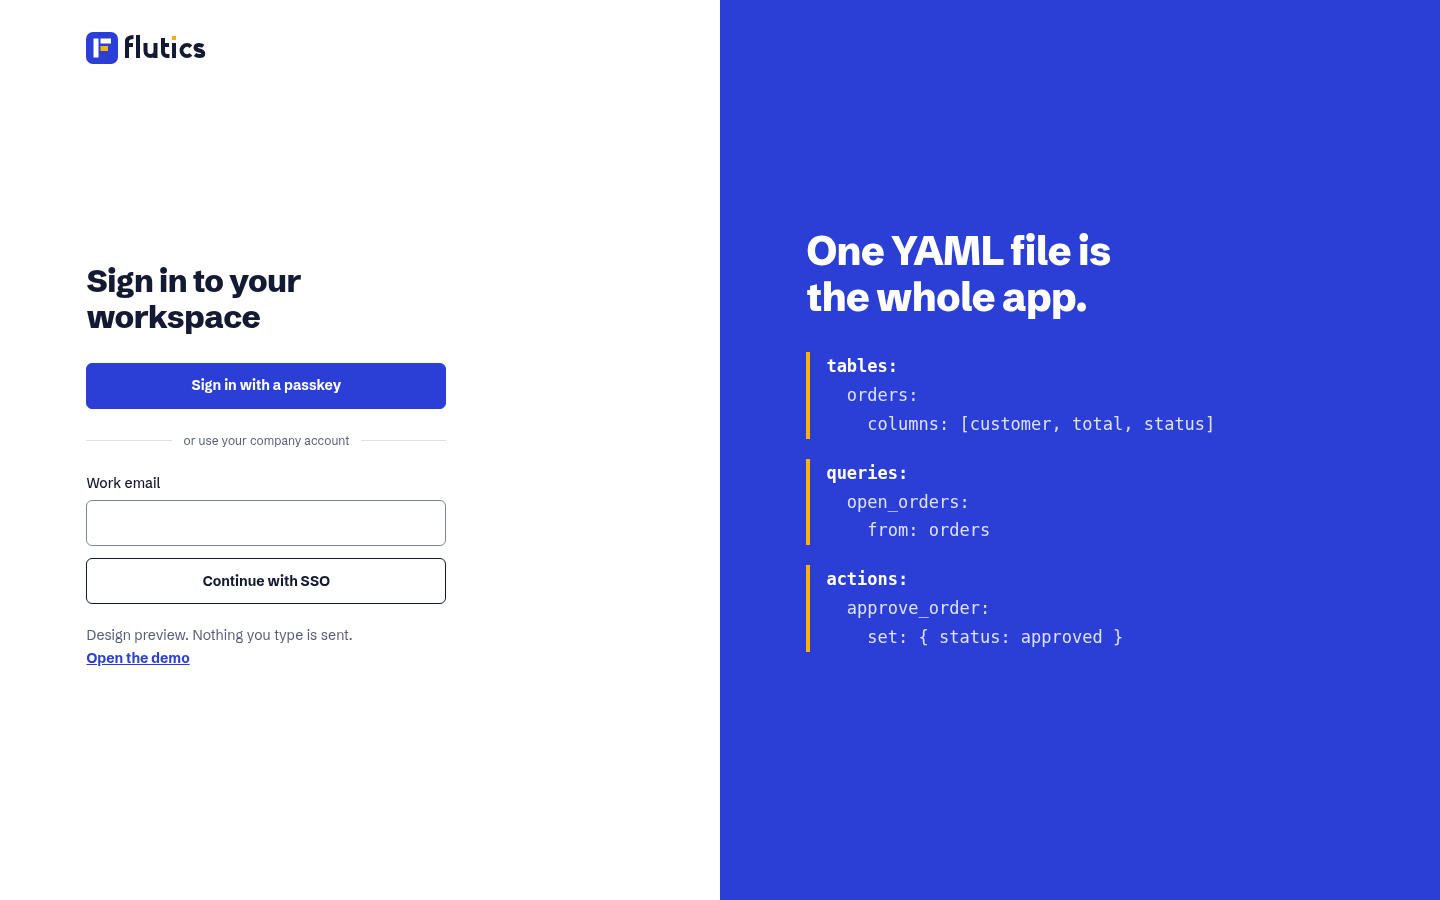 flutics
Sign in to your
workspace
Sign in with a passkey
or use your company account
Work email
Continue with SSO
Design preview. Nothing you type is sent.
Open the demo
One YAML file is
the whole app.
tables:
  orders:
    columns: [customer, total, status]
queries:
  open_orders:
    from: orders
actions:
  approve_order:
    set: { status: approved }